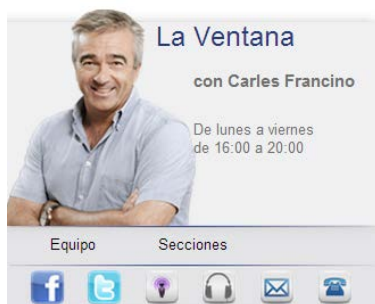 La Ventana
con Carles Francino
De lunes a viernes
de 16:00 a 20:00
Equipo Secciones